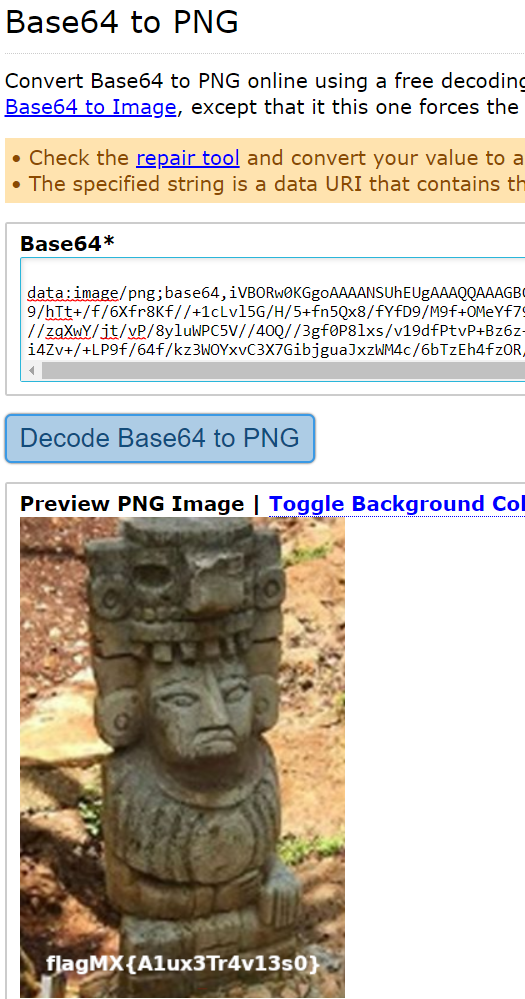 Base64 to PNG
Convert Base64 to PNG online using a free decoding
Base64 to Image, except that it this one forces the
• Check the repair tool and convert your value to a
• The specified string is a data URI that contains th
Base64*
data:image/png;base64,iVBORw0KGgoAAAANSUhEUgAAAQQAAAGBC
9/hTt+/f/6Xfr8Kf//+1cLvl5G/H/5+fn5Qx8/fYfD9/M9f+OMeYf79
//zqXwY/jt/vP/8yluWPC5V//4OQ//3gf0P8lxs/v19dfPtvP+Bz6z+
i4Zv+/+LP9f/64f/kz3WOYxvC3X7GibjguaJxzWM4c/6bTzEh4fzOR/
Decode Base64 to PNG
Preview PNG Image | Toggle Background Col
flagMX{A1ux3Tr4v13s0}